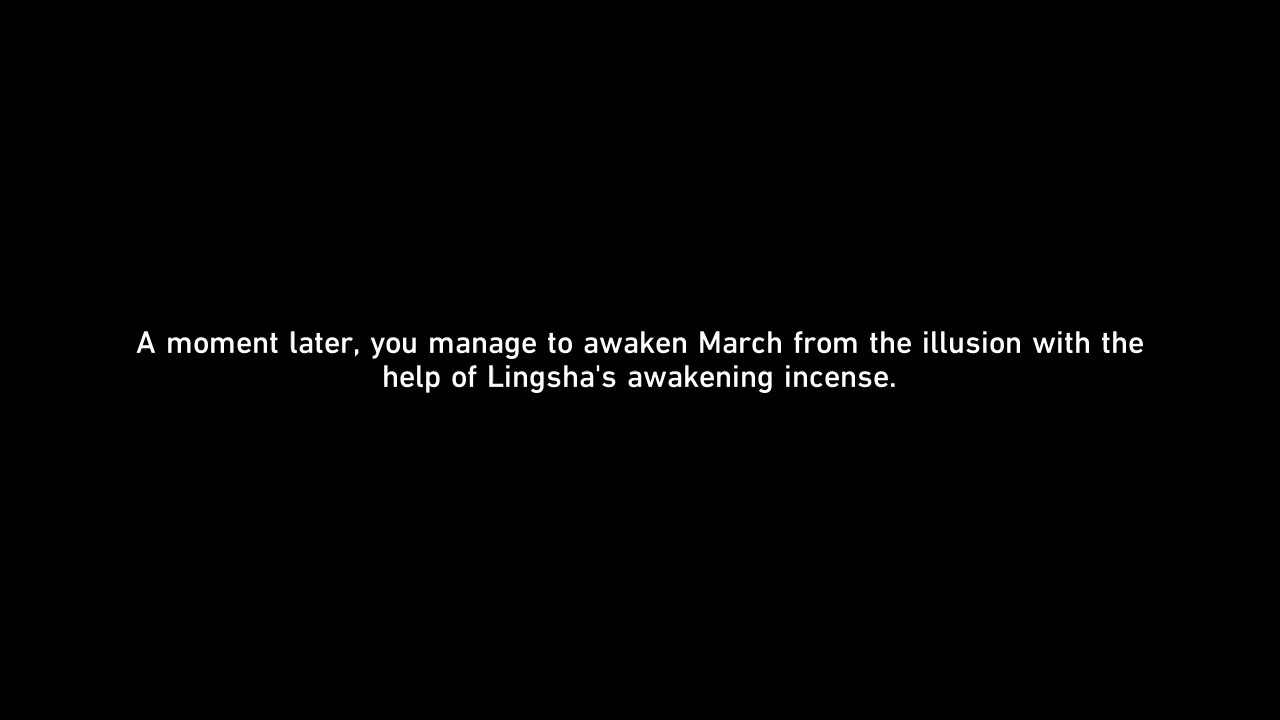 A moment later, you manage to awaken March from the illusion with the
help of Lingsha's awakening incense.